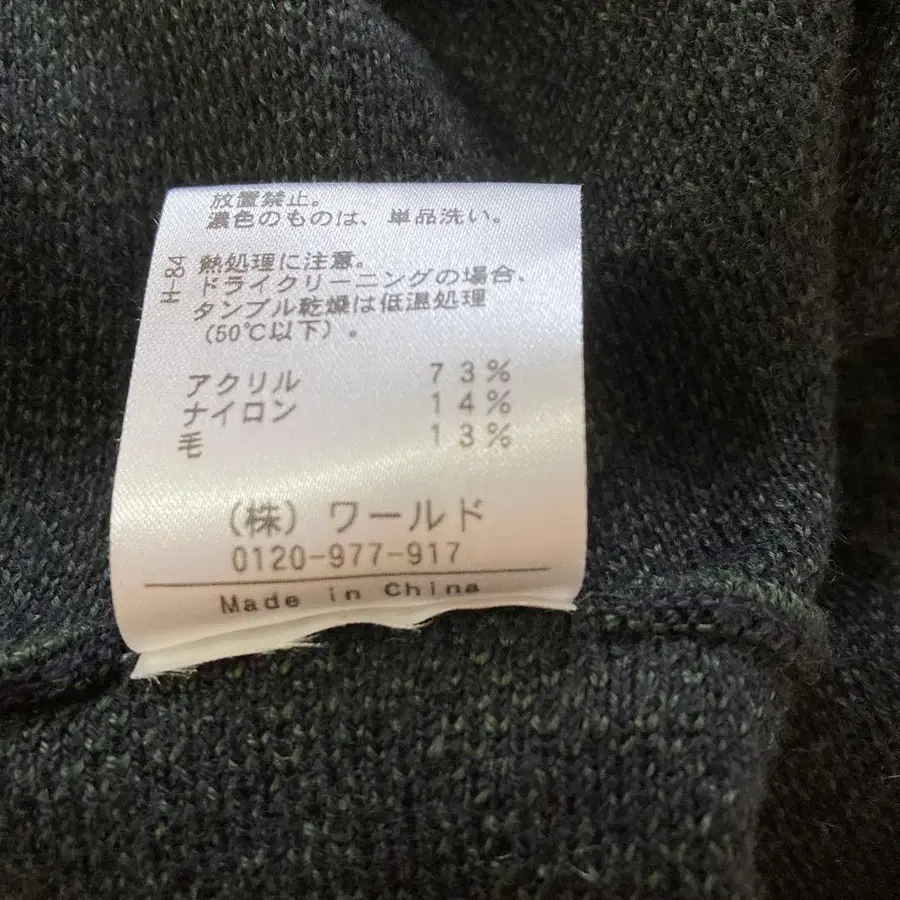 放置禁止。
濃色のものは、単品洗い。
H-84
熱処理に注意。
ドライクリーニングの場合、
タンブル乾燥は低温処理
(50℃以下)。
アクリル 73%
ナイロン 14%
毛 13%
(株)ワールド
0120-977-917
Made in China